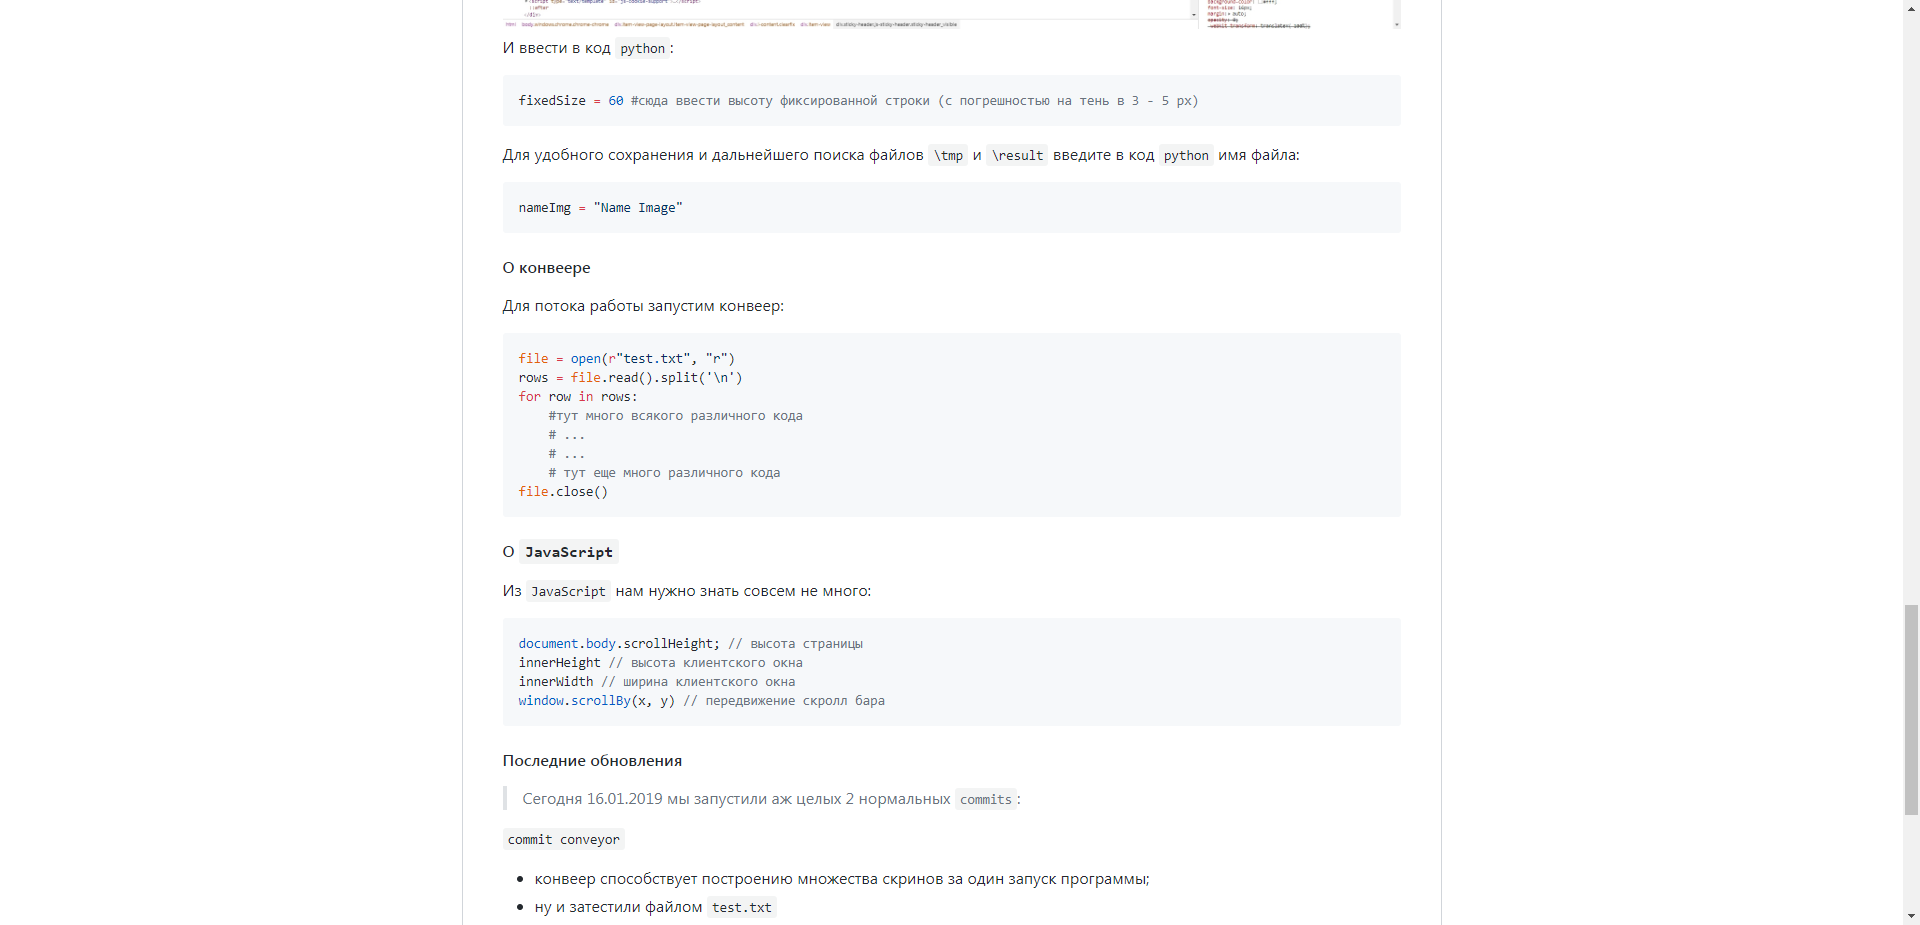 И ввести в код python:
fixedSize = 60 #сюда ввести высоту фиксированной строки (с погрешностью на тень в 3 - 5 px)
Для удобного сохранения и дальнейшего поиска файлов \tmp и \result введите в код python имя файла:
nameImg = "Name Image"
О конвеере
Для потока работы запустим конвеер:
file = open(r"test.txt", "r")
rows = file.read().split('\n')
for row in rows:
    #тут много всякого различного кода
    # ...
    # ...
    # тут еще много различного кода
file.close()
О JavaScript
Из JavaScript нам нужно знать совсем не много:
document.body.scrollHeight; // высота страницы
innerHeight // высота клиентского окна
innerWidth // ширина клиентского окна
window.scrollBy(x, y) // передвижение скролл бара
Последние обновления
Сегодня 16.01.2019 мы запустили аж целых 2 нормальных commits:
commit conveyor
• конвеер способствует построению множества скринов за один запуск программы;
• ну и затестили файлом test.txt